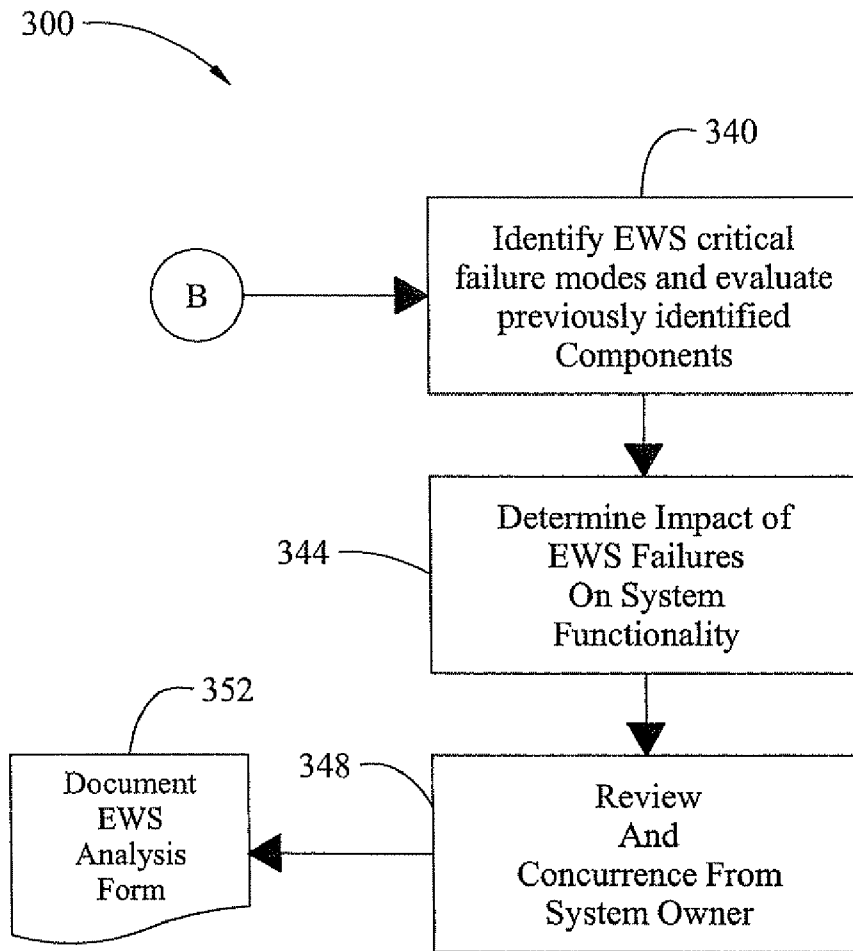 300
340
Identify EWS critical
failure modes and evaluate
previously identified
Components
B
Determine Impact of
EWS Failures
On System
Functionality
344
352
348
Document
EWS
Analysis
Form
Review
And
Concurrence From
System Owner